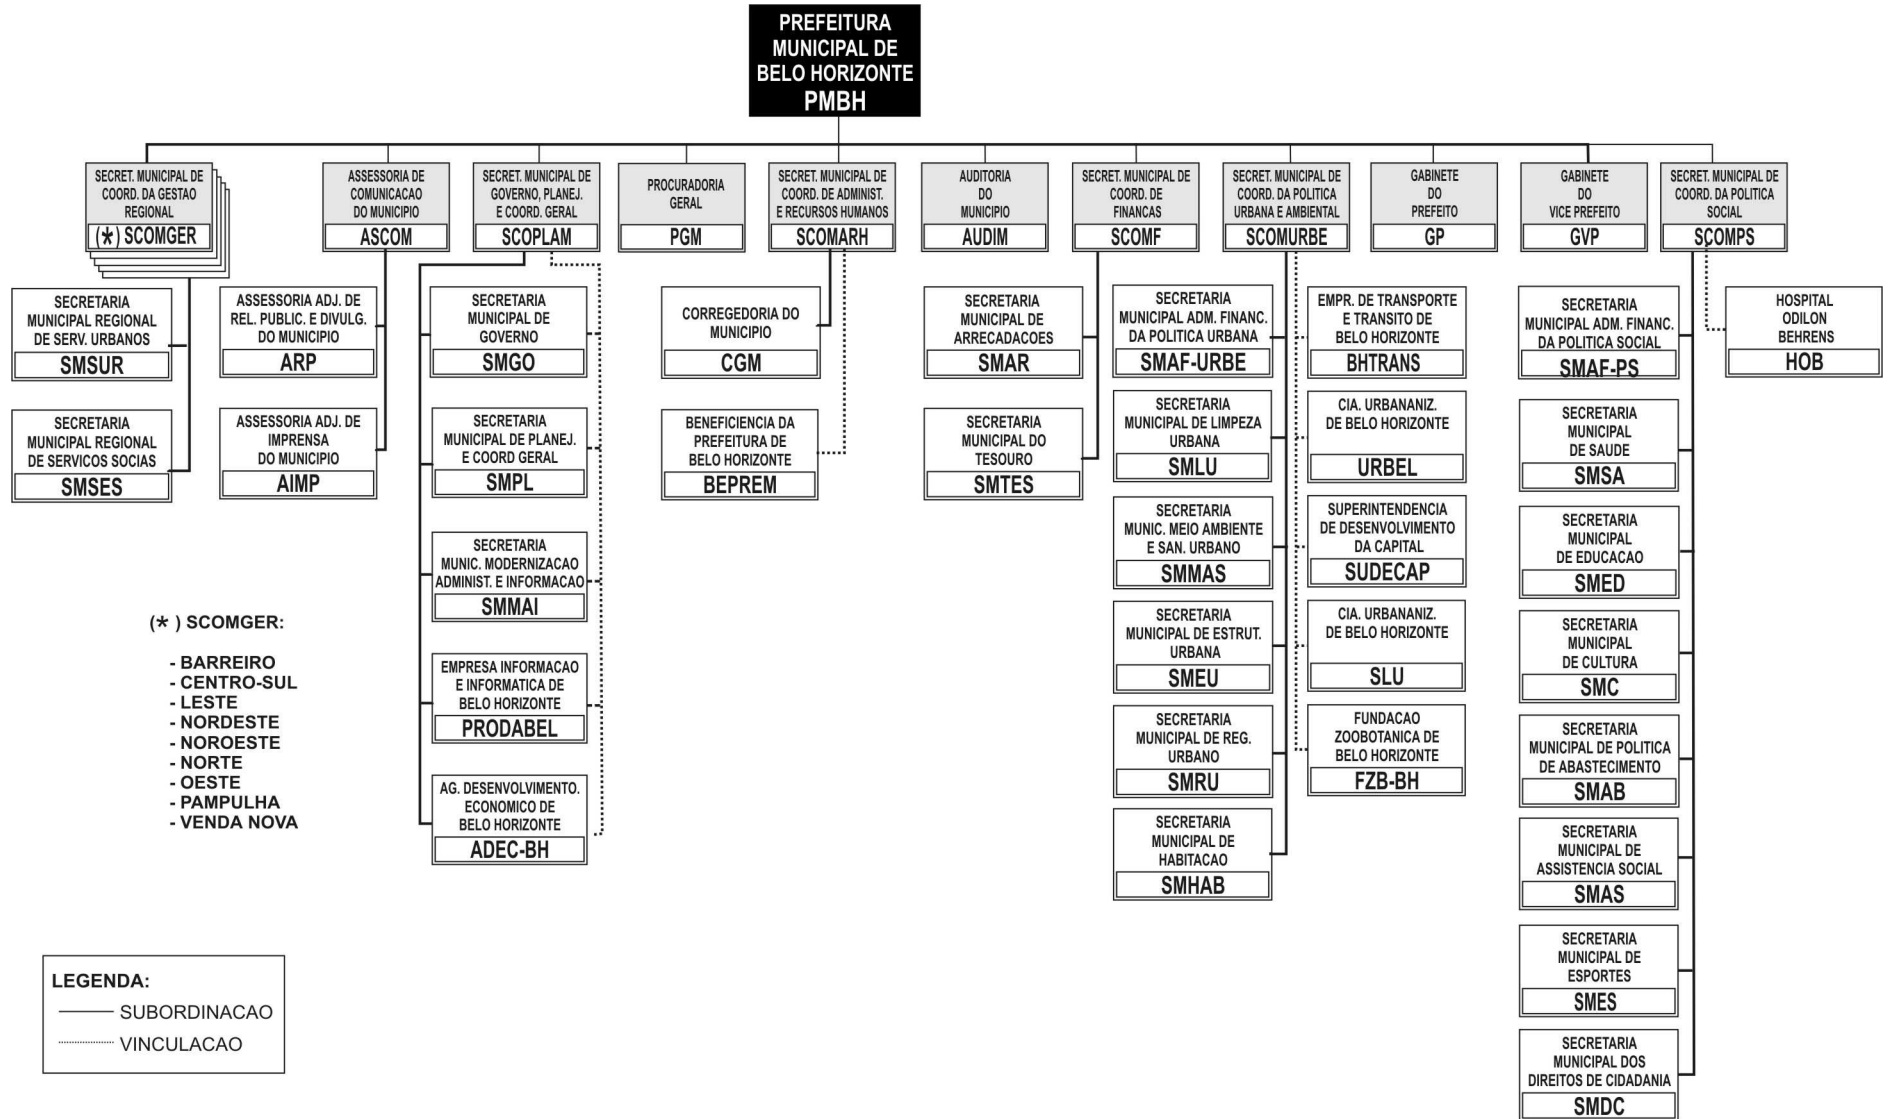 PREFEITURA
MUNICIPAL DE
BELO HORIZONTE
PMBH
SECRET. MUNICIPAL DE
COORD. DA GESTAO
REGIONAL
(*) SCOMGER
ASSESSORIA DE
COMUNICACAO
DO MUNICIPIO
ASCOM
SECRET. MUNICIPAL DE
GOVERNO, PLANEJ.
E COORD. GERAL
SCOPLAM
PROCURADORIA
GERAL
PGM
SECRET. MUNICIPAL DE
COORD. DE ADMINIST.
E RECURSOS HUMANOS
SCOMARH
AUDITORIA
DO
MUNICIPIO
AUDIM
SECRET. MUNICIPAL DE
COORD. DE
FINANCAS
SCOMF
SECRET. MUNICIPAL DE
COORD. DA POLITICA
URBANA E AMBIENTAL
SCOMURBE
GABINETE
DO
PREFEITO
GP
GABINETE
DO
VICE PREFEITO
GVP
SECRET. MUNICIPAL DE
COORD. DA POLITICA
SOCIAL
SCOMPS
SECRETARIA
MUNICIPAL REGIONAL
DE SERV. URBANOS
SMSUR
SECRETARIA
MUNICIPAL REGIONAL
DE SERVICOS SOCIAS
SMSES
ASSESSORIA ADJ. DE
REL. PUBLIC. E DIVULG.
DO MUNICIPIO
ARP
ASSESSORIA ADJ. DE
IMPRENSA
DO MUNICIPIO
AIMP
SECRETARIA
MUNICIPAL DE
GOVERNO
SMGO
SECRETARIA
MUNICIPAL DE PLANEJ.
E COORD GERAL
SMPL
SECRETARIA
MUNIC. MODERNIZACAO
ADMINIST. E INFORMACAO
SMMAI
EMPRESA INFORMACAO
E INFORMATICA DE
BELO HORIZONTE
PRODABEL
AG. DESENVOLVIMENTO.
ECONOMICO DE
BELO HORIZONTE
ADEC-BH
CORREGEDORIA DO
MUNICIPIO
CGM
BENEFICIENCIA DA
PREFEITURA DE
BELO HORIZONTE
BEPREM
SECRETARIA
MUNICIPAL DE
ARRECADACOES
SMAR
SECRETARIA
MUNICIPAL DO
TESOURO
SMTES
SECRETARIA
MUNICIPAL ADM. FINANC.
DA POLITICA URBANA
SMAF-URBE
SECRETARIA
MUNICIPAL DE LIMPEZA
URBANA
SMLU
SECRETARIA
MUNIC. MEIO AMBIENTE
E SAN. URBANO
SMMAS
SECRETARIA
MUNICIPAL DE ESTRUT.
URBANA
SMEU
SECRETARIA
MUNICIPAL DE REG.
URBANO
SMRU
SECRETARIA
MUNICIPAL DE
HABITACAO
SMHAB
EMPR. DE TRANSPORTE
E TRANSITO DE
BELO HORIZONTE
BHTRANS
CIA. URBANANIZ.
DE BELO HORIZONTE
URBEL
SUPERINTENDENCIA
DE DESENVOLVIMENTO
DA CAPITAL
SUDECAP
CIA. URBANANIZ.
DE BELO HORIZONTE
SLU
FUNDACAO
ZOOBOTANICA DE
BELO HORIZONTE
FZB-BH
SECRETARIA
MUNICIPAL ADM. FINANC.
DA POLITICA SOCIAL
SMAF-PS
SECRETARIA
MUNICIPAL
DE SAUDE
SMSA
SECRETARIA
MUNICIPAL
DE EDUCACAO
SMED
SECRETARIA
MUNICIPAL
DE CULTURA
SMC
SECRETARIA
MUNICIPAL DE POLITICA
DE ABASTECIMENTO
SMAB
SECRETARIA
MUNICIPAL DE
ASSISTENCIA SOCIAL
SMAS
SECRETARIA
MUNICIPAL DE
ESPORTES
SMES
SECRETARIA
MUNICIPAL DOS
DIREITOS DE CIDADANIA
SMDC
HOSPITAL
ODILON
BEHRENS
HOB
(* ) SCOMGER:
- BARREIRO
- CENTRO-SUL
- LESTE
- NORDESTE
- NOROESTE
- NORTE
- OESTE
- PAMPULHA
- VENDA NOVA
LEGENDA:
SUBORDINACAO
VINCULACAO